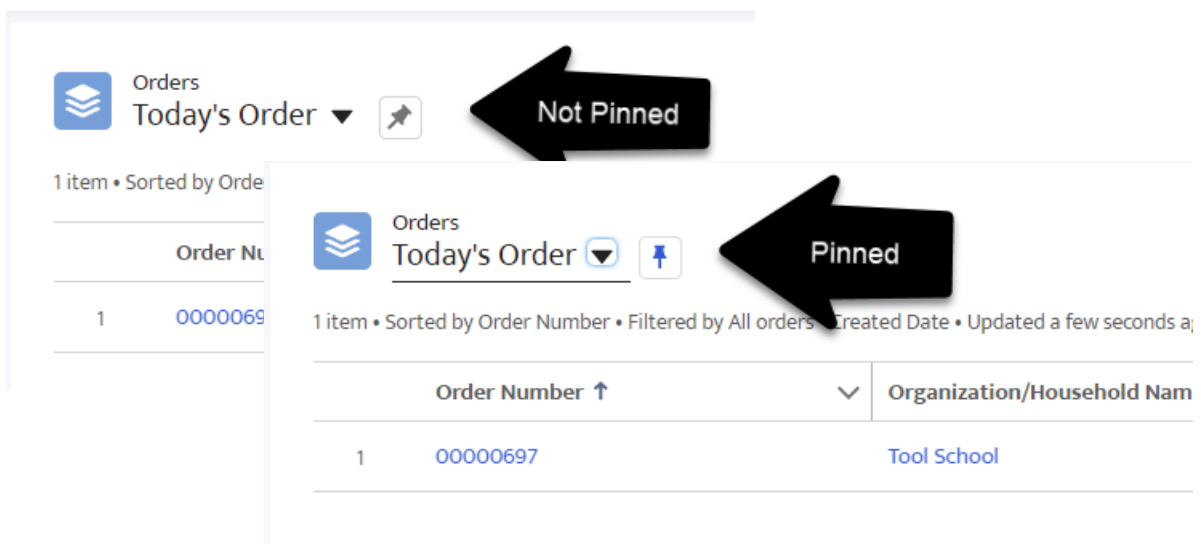 Orders
Today's Order
Not Pinned
1 item • Sorted by Orde
Order Nu
1 0000069
Orders
Today's Order
Pinned
1 item • Sorted by Order Number • Filtered by All orders Created Date • Updated a few seconds a
Order Number Organization/Household Nam
1 00000697 Tool School